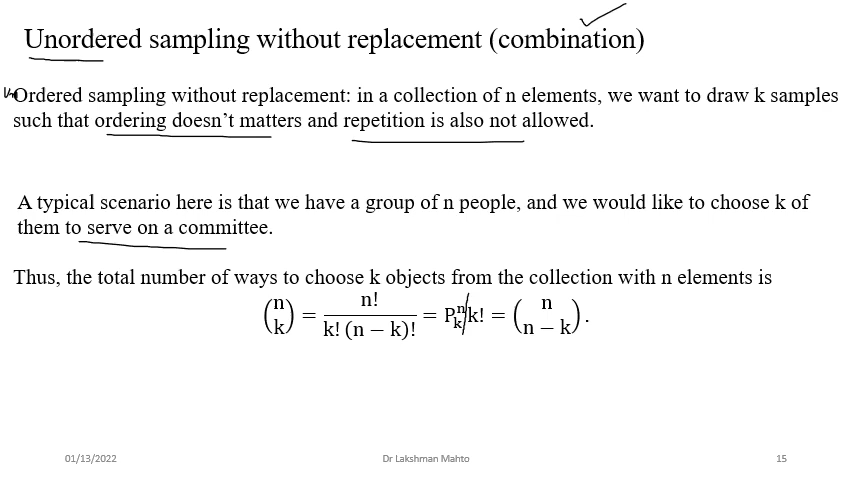 Unordered sampling without replacement (combination)
Ordered sampling without replacement: in a collection of n elements, we want to draw k samples
such that ordering doesn’t matters and repetition is also not allowed.
A typical scenario here is that we have a group of n people, and we would like to choose k of
them to serve on a committee.
Thus, the total number of ways to choose k objects from the collection with n elements is
(n k) = n! / k! (n − k)! = P^n_k / k! = (n n − k).
01/13/2022 Dr Lakshman Mahto 15